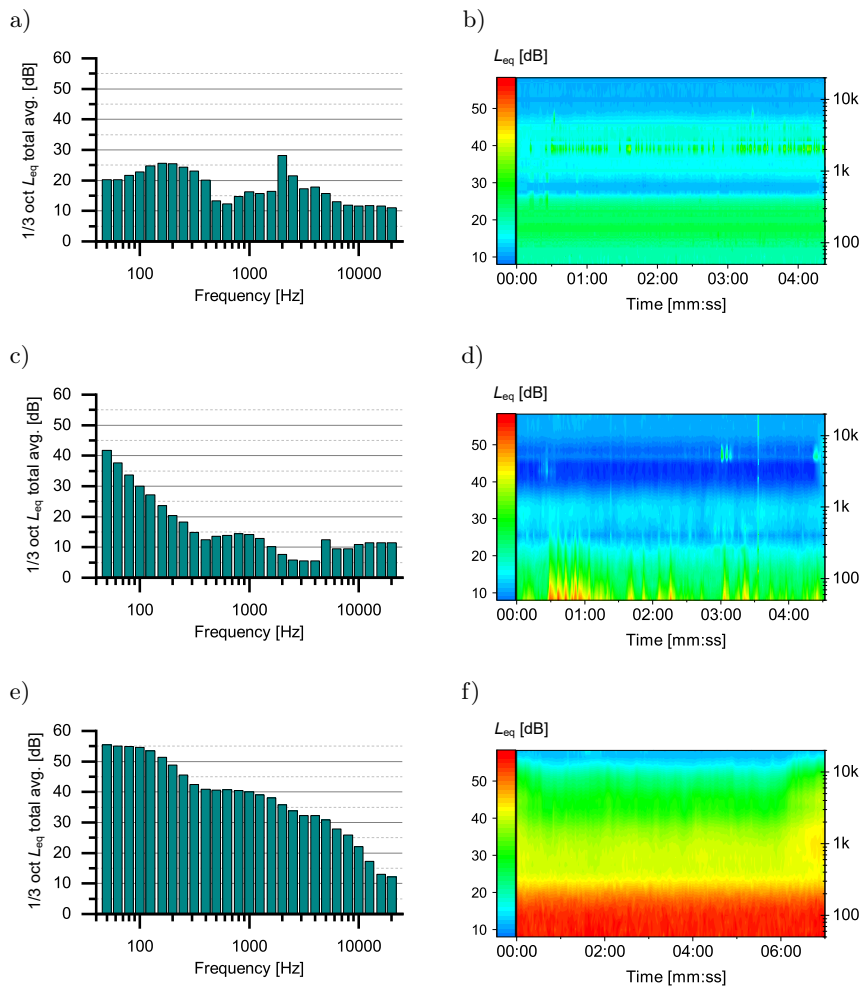 a)
1/3 oct Leq total avg. [dB]
60
50
40
30
20
10
0
100 1000 10000
Frequency [Hz]
b)
Leq [dB]
50
40
30
20
10
10k
1k
100
00:00 01:00 02:00 03:00 04:00
Time [mm:ss]
c)
1/3 oct Leq total avg. [dB]
60
50
40
30
20
10
0
100 1000 10000
Frequency [Hz]
d)
Leq [dB]
50
40
30
20
10
10k
1k
100
00:00 01:00 02:00 03:00 04:00
Time [mm:ss]
e)
1/3 oct Leq total avg. [dB]
60
50
40
30
20
10
0
100 1000 10000
Frequency [Hz]
f)
Leq [dB]
50
40
30
20
10
10k
1k
100
00:00 02:00 04:00 06:00
Time [mm:ss]